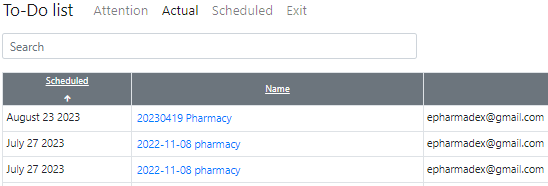 To-Do list Attention Actual Scheduled Exit
Search
Scheduled Name
August 23 2023 20230419 Pharmacy epharmadex@gmail.com
July 27 2023 2022-11-08 pharmacy epharmadex@gmail.com
July 27 2023 2022-11-08 pharmacy epharmadex@gmail.com